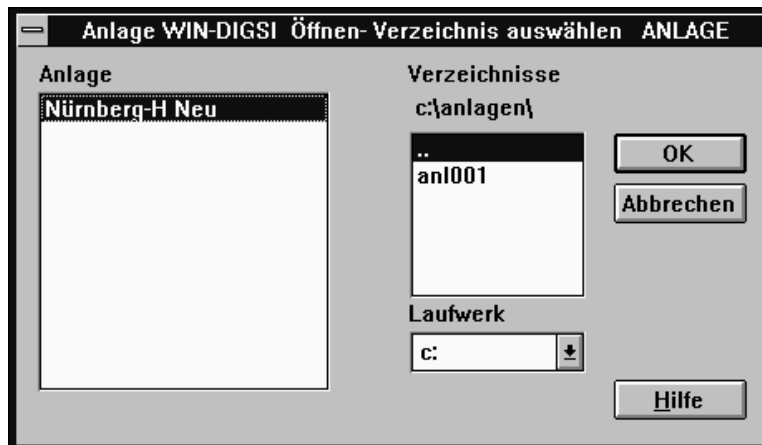 Anlage WIN-DIGSI Öffnen- Verzeichnis auswählen ANLAGE
Anlage
Nürnberg-H Neu
Verzeichnisse
c:\anlagen\
..
anl001
OK
Abbrechen
Laufwerk
c:
Hilfe